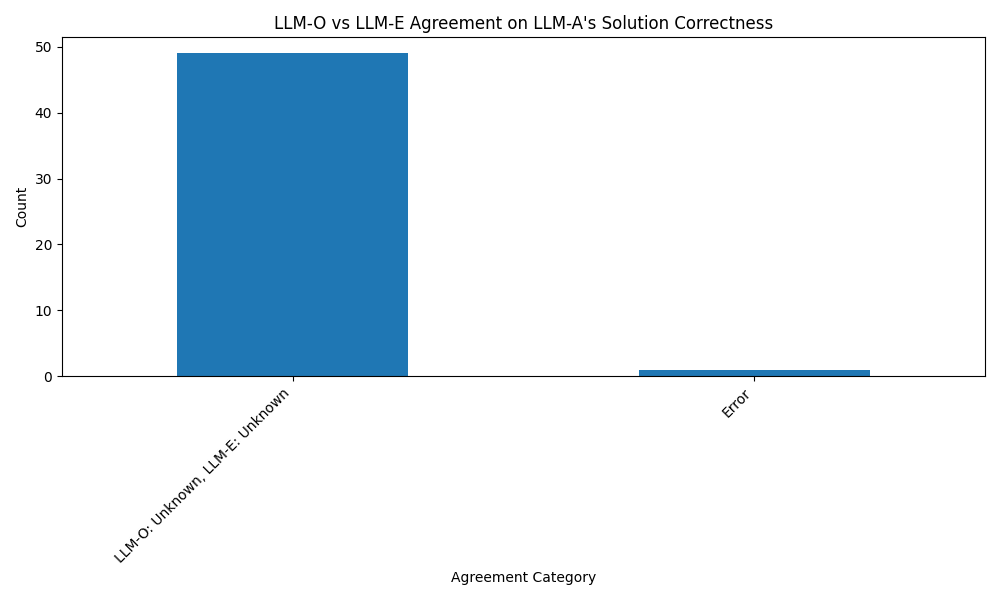 LLM-O vs LLM-E Agreement on LLM-A's Solution Correctness
50
40
30
20
10
0
Count
LLM-O: Unknown, LLM-E: Unknown
Error
Agreement Category